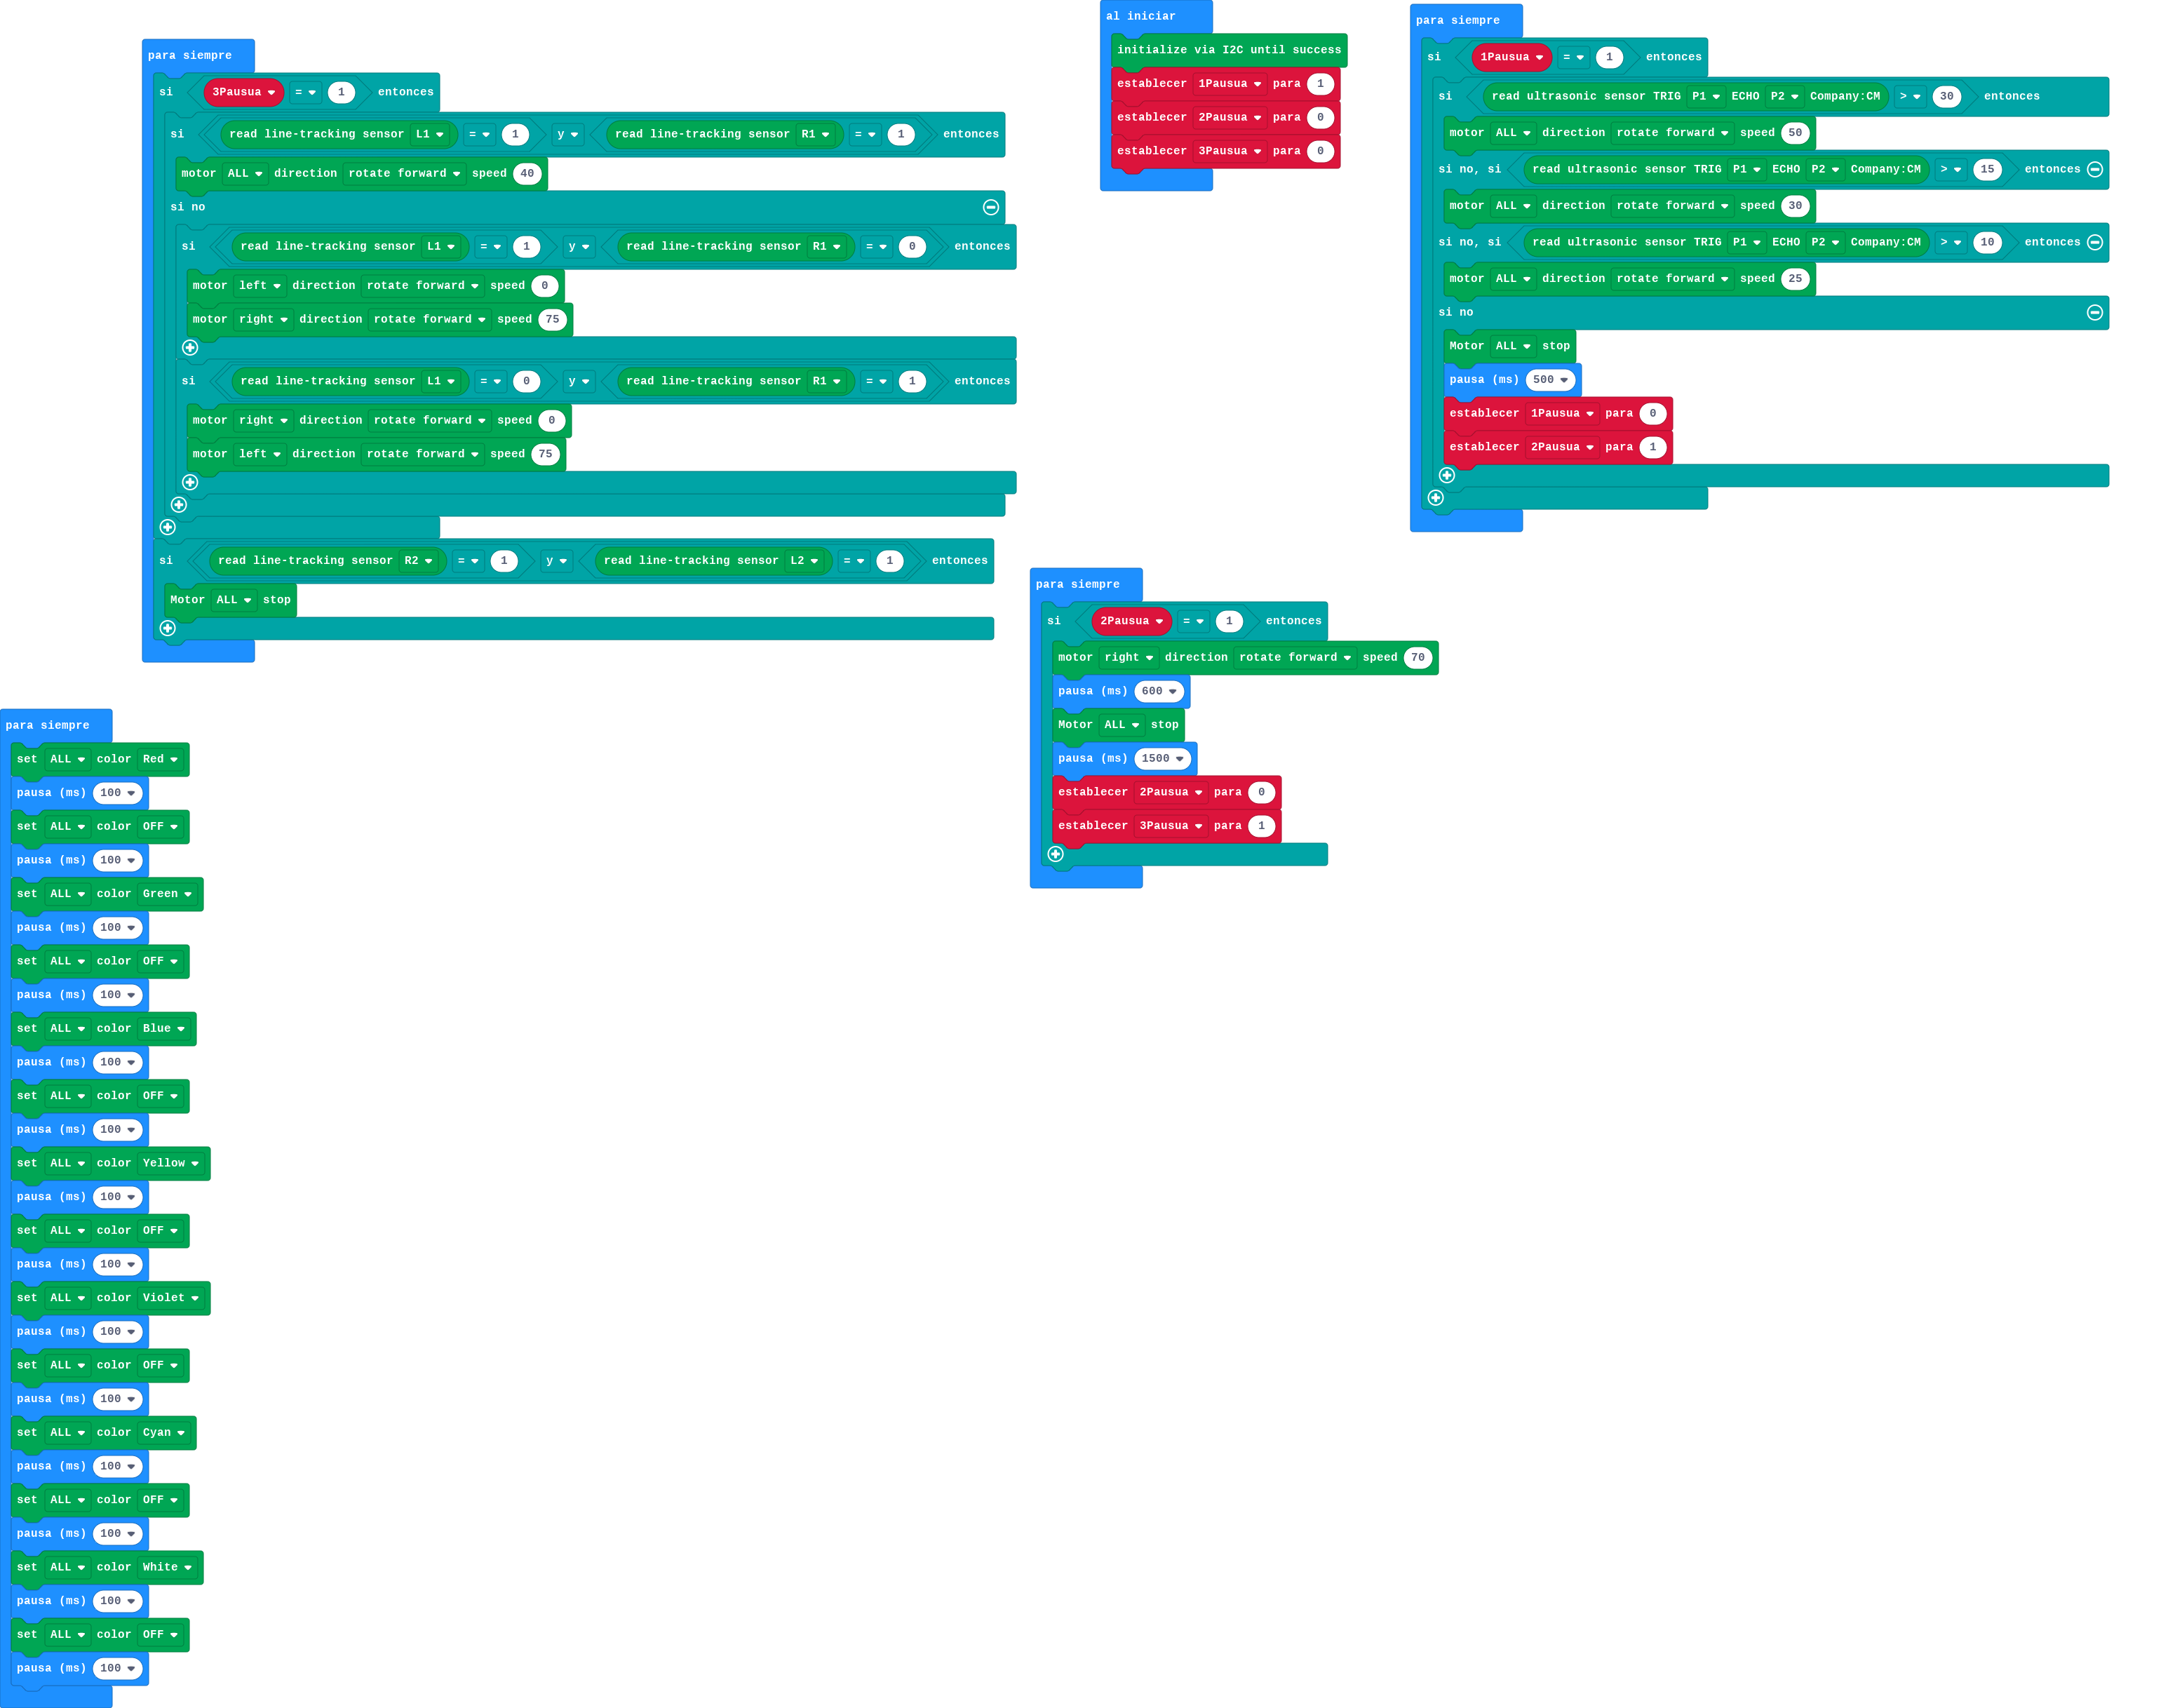 para siempre
si 3Pausua = 1 entonces
si read line-tracking sensor L1 = 1 y read line-tracking sensor R1 = 1 entonces
motor ALL direction rotate forward speed 40
si no
si read line-tracking sensor L1 = 1 y read line-tracking sensor R1 = 0 entonces
motor left direction rotate forward speed 0
motor right direction rotate forward speed 75
si read line-tracking sensor L1 = 0 y read line-tracking sensor R1 = 1 entonces
motor right direction rotate forward speed 0
motor left direction rotate forward speed 75
si read line-tracking sensor R2 = 1 y read line-tracking sensor L2 = 1 entonces
Motor ALL stop
al iniciar
initialize via I2C until success
establecer 1Pausua para 1
establecer 2Pausua para 0
establecer 3Pausua para 0
para siempre
si 1Pausua = 1 entonces
si read ultrasonic sensor TRIG P1 ECHO P2 Company:CM > 30 entonces
motor ALL direction rotate forward speed 50
si no, si read ultrasonic sensor TRIG P1 ECHO P2 Company:CM > 15 entonces
motor ALL direction rotate forward speed 30
si no, si read ultrasonic sensor TRIG P1 ECHO P2 Company:CM > 10 entonces
motor ALL direction rotate forward speed 25
si no
Motor ALL stop
pausa (ms) 500
establecer 1Pausua para 0
establecer 2Pausua para 1
para siempre
si 2Pausua = 1 entonces
motor right direction rotate forward speed 70
pausa (ms) 600
Motor ALL stop
pausa (ms) 1500
establecer 2Pausua para 0
establecer 3Pausua para 1
para siempre
set ALL color Red
pausa (ms) 100
set ALL color OFF
pausa (ms) 100
set ALL color Green
pausa (ms) 100
set ALL color OFF
pausa (ms) 100
set ALL color Blue
pausa (ms) 100
set ALL color OFF
pausa (ms) 100
set ALL color Yellow
pausa (ms) 100
set ALL color OFF
pausa (ms) 100
set ALL color Violet
pausa (ms) 100
set ALL color OFF
pausa (ms) 100
set ALL color Cyan
pausa (ms) 100
set ALL color OFF
pausa (ms) 100
set ALL color White
pausa (ms) 100
set ALL color OFF
pausa (ms) 100